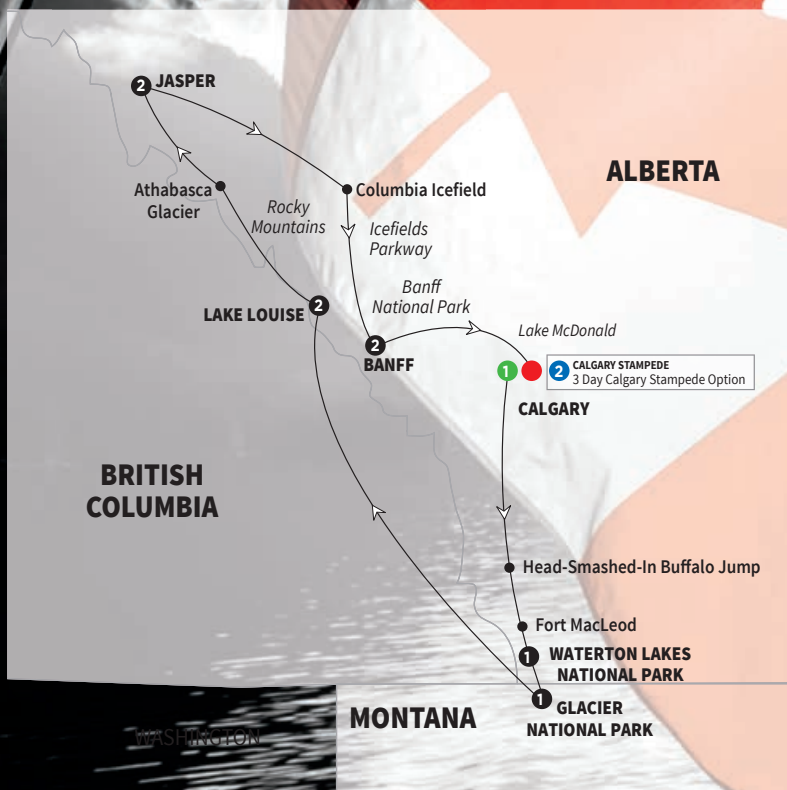 2 JASPER
ALBERTA
Athabasca
Glacier
Rocky
Mountains
Columbia Icefield
Icefields
Parkway
Banff
National Park
LAKE LOUISE 2
2
BANFF
Lake McDonald
1
2 CALGARY STAMPEDE
3 Day Calgary Stampede Option
CALGARY
BRITISH
COLUMBIA
Head-Smashed-In Buffalo Jump
Fort MacLeod
1 WATERTON LAKES
NATIONAL PARK
1 GLACIER
NATIONAL PARK
MONTANA
WASHINGTON